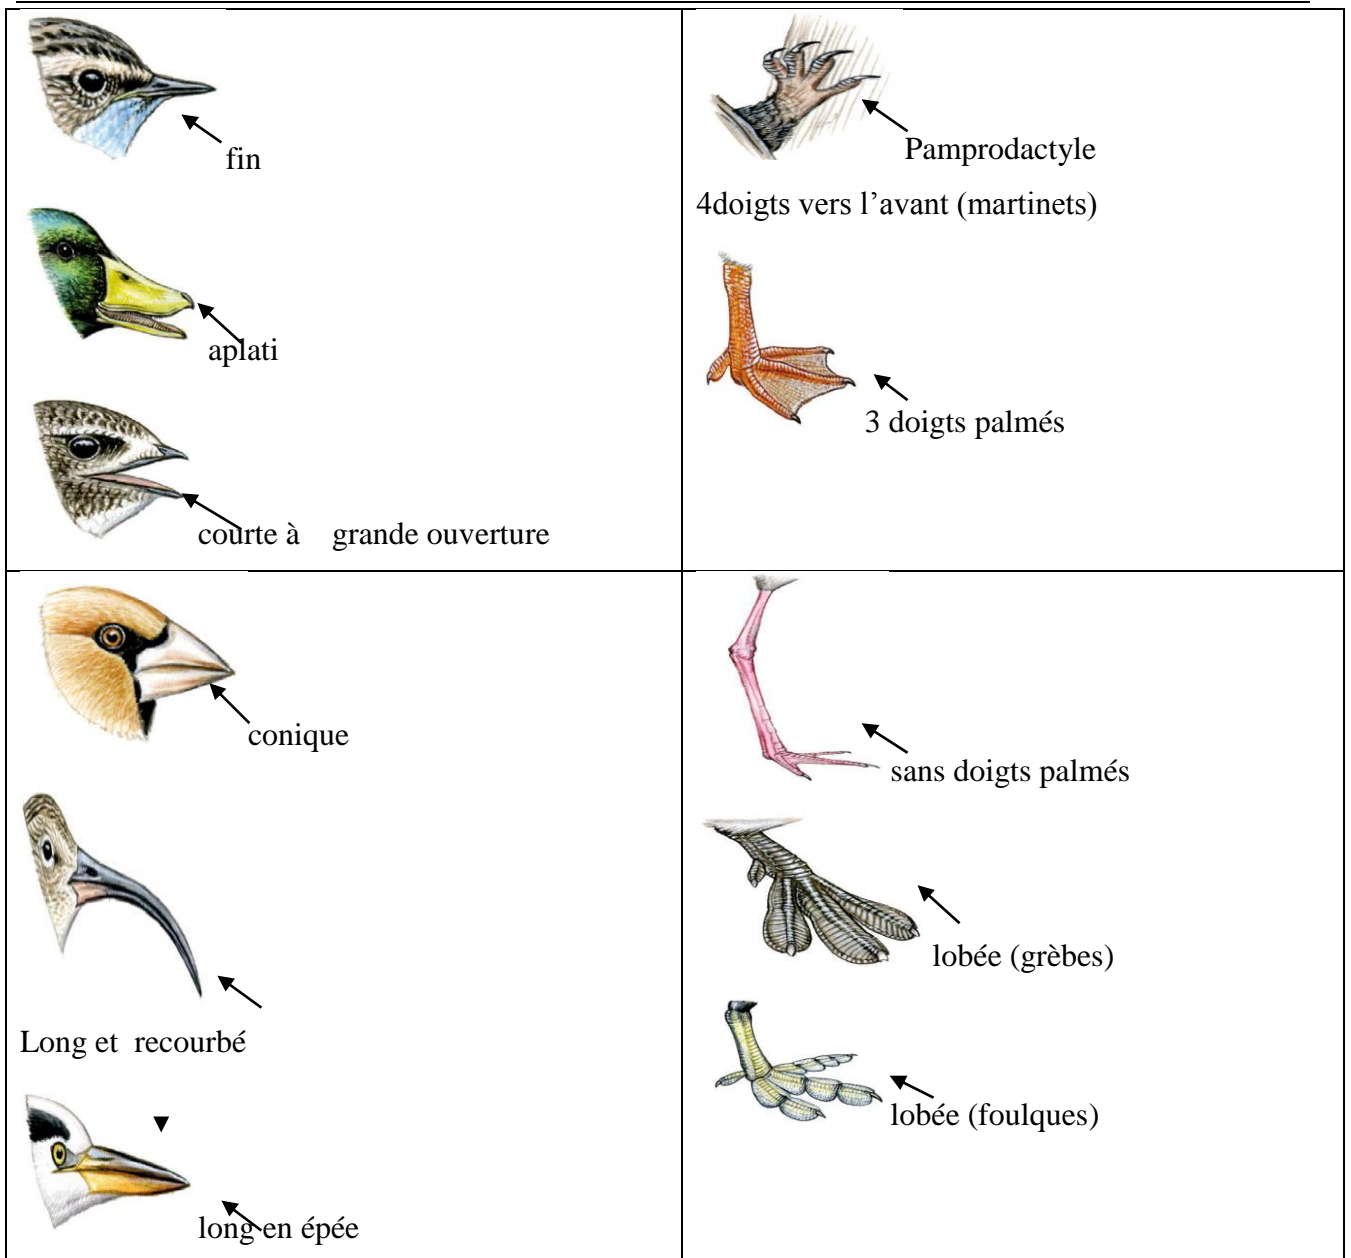 fin
aplati
courte à grande ouverture
Pamprodactyle
4doigts vers l’avant (martinets)
3 doigts palmés
conique
Long et recourbé
long en épée
sans doigts palmés
lobée (grèbes)
lobée (foulques)